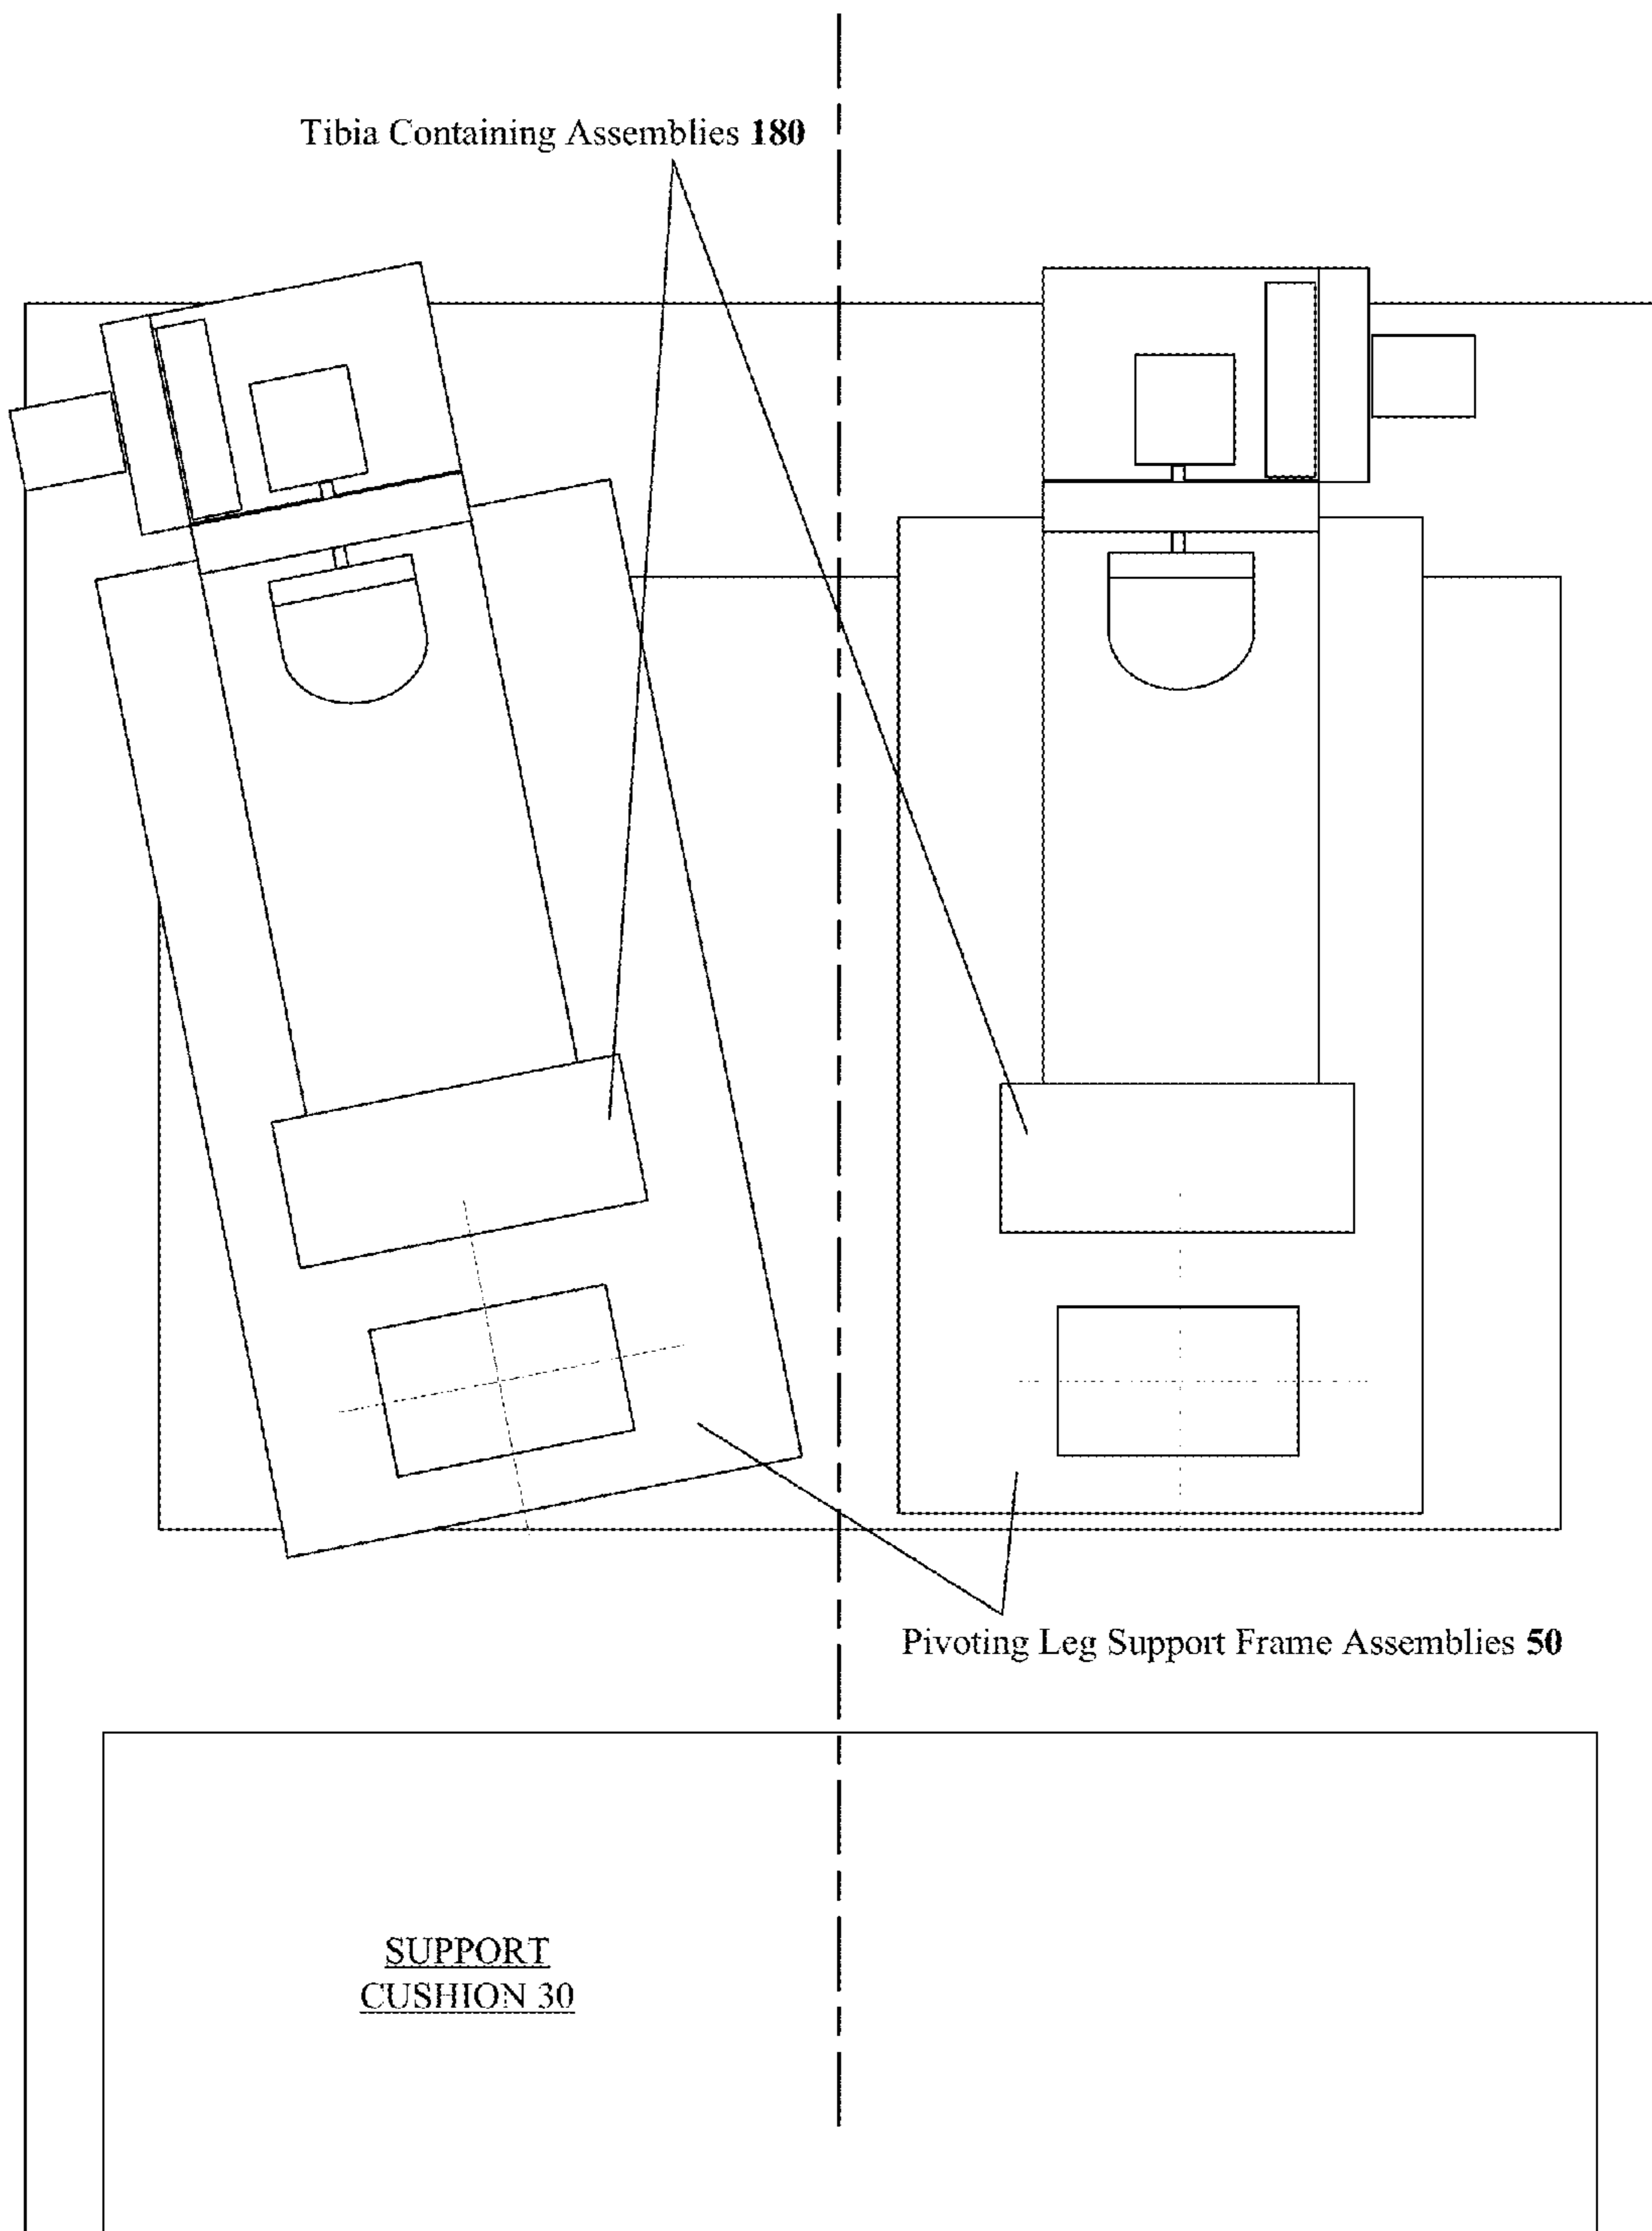 Tibia Containing Assemblies 180
Pivoting Leg Support Frame Assemblies 50
SUPPORT
CUSHION 30